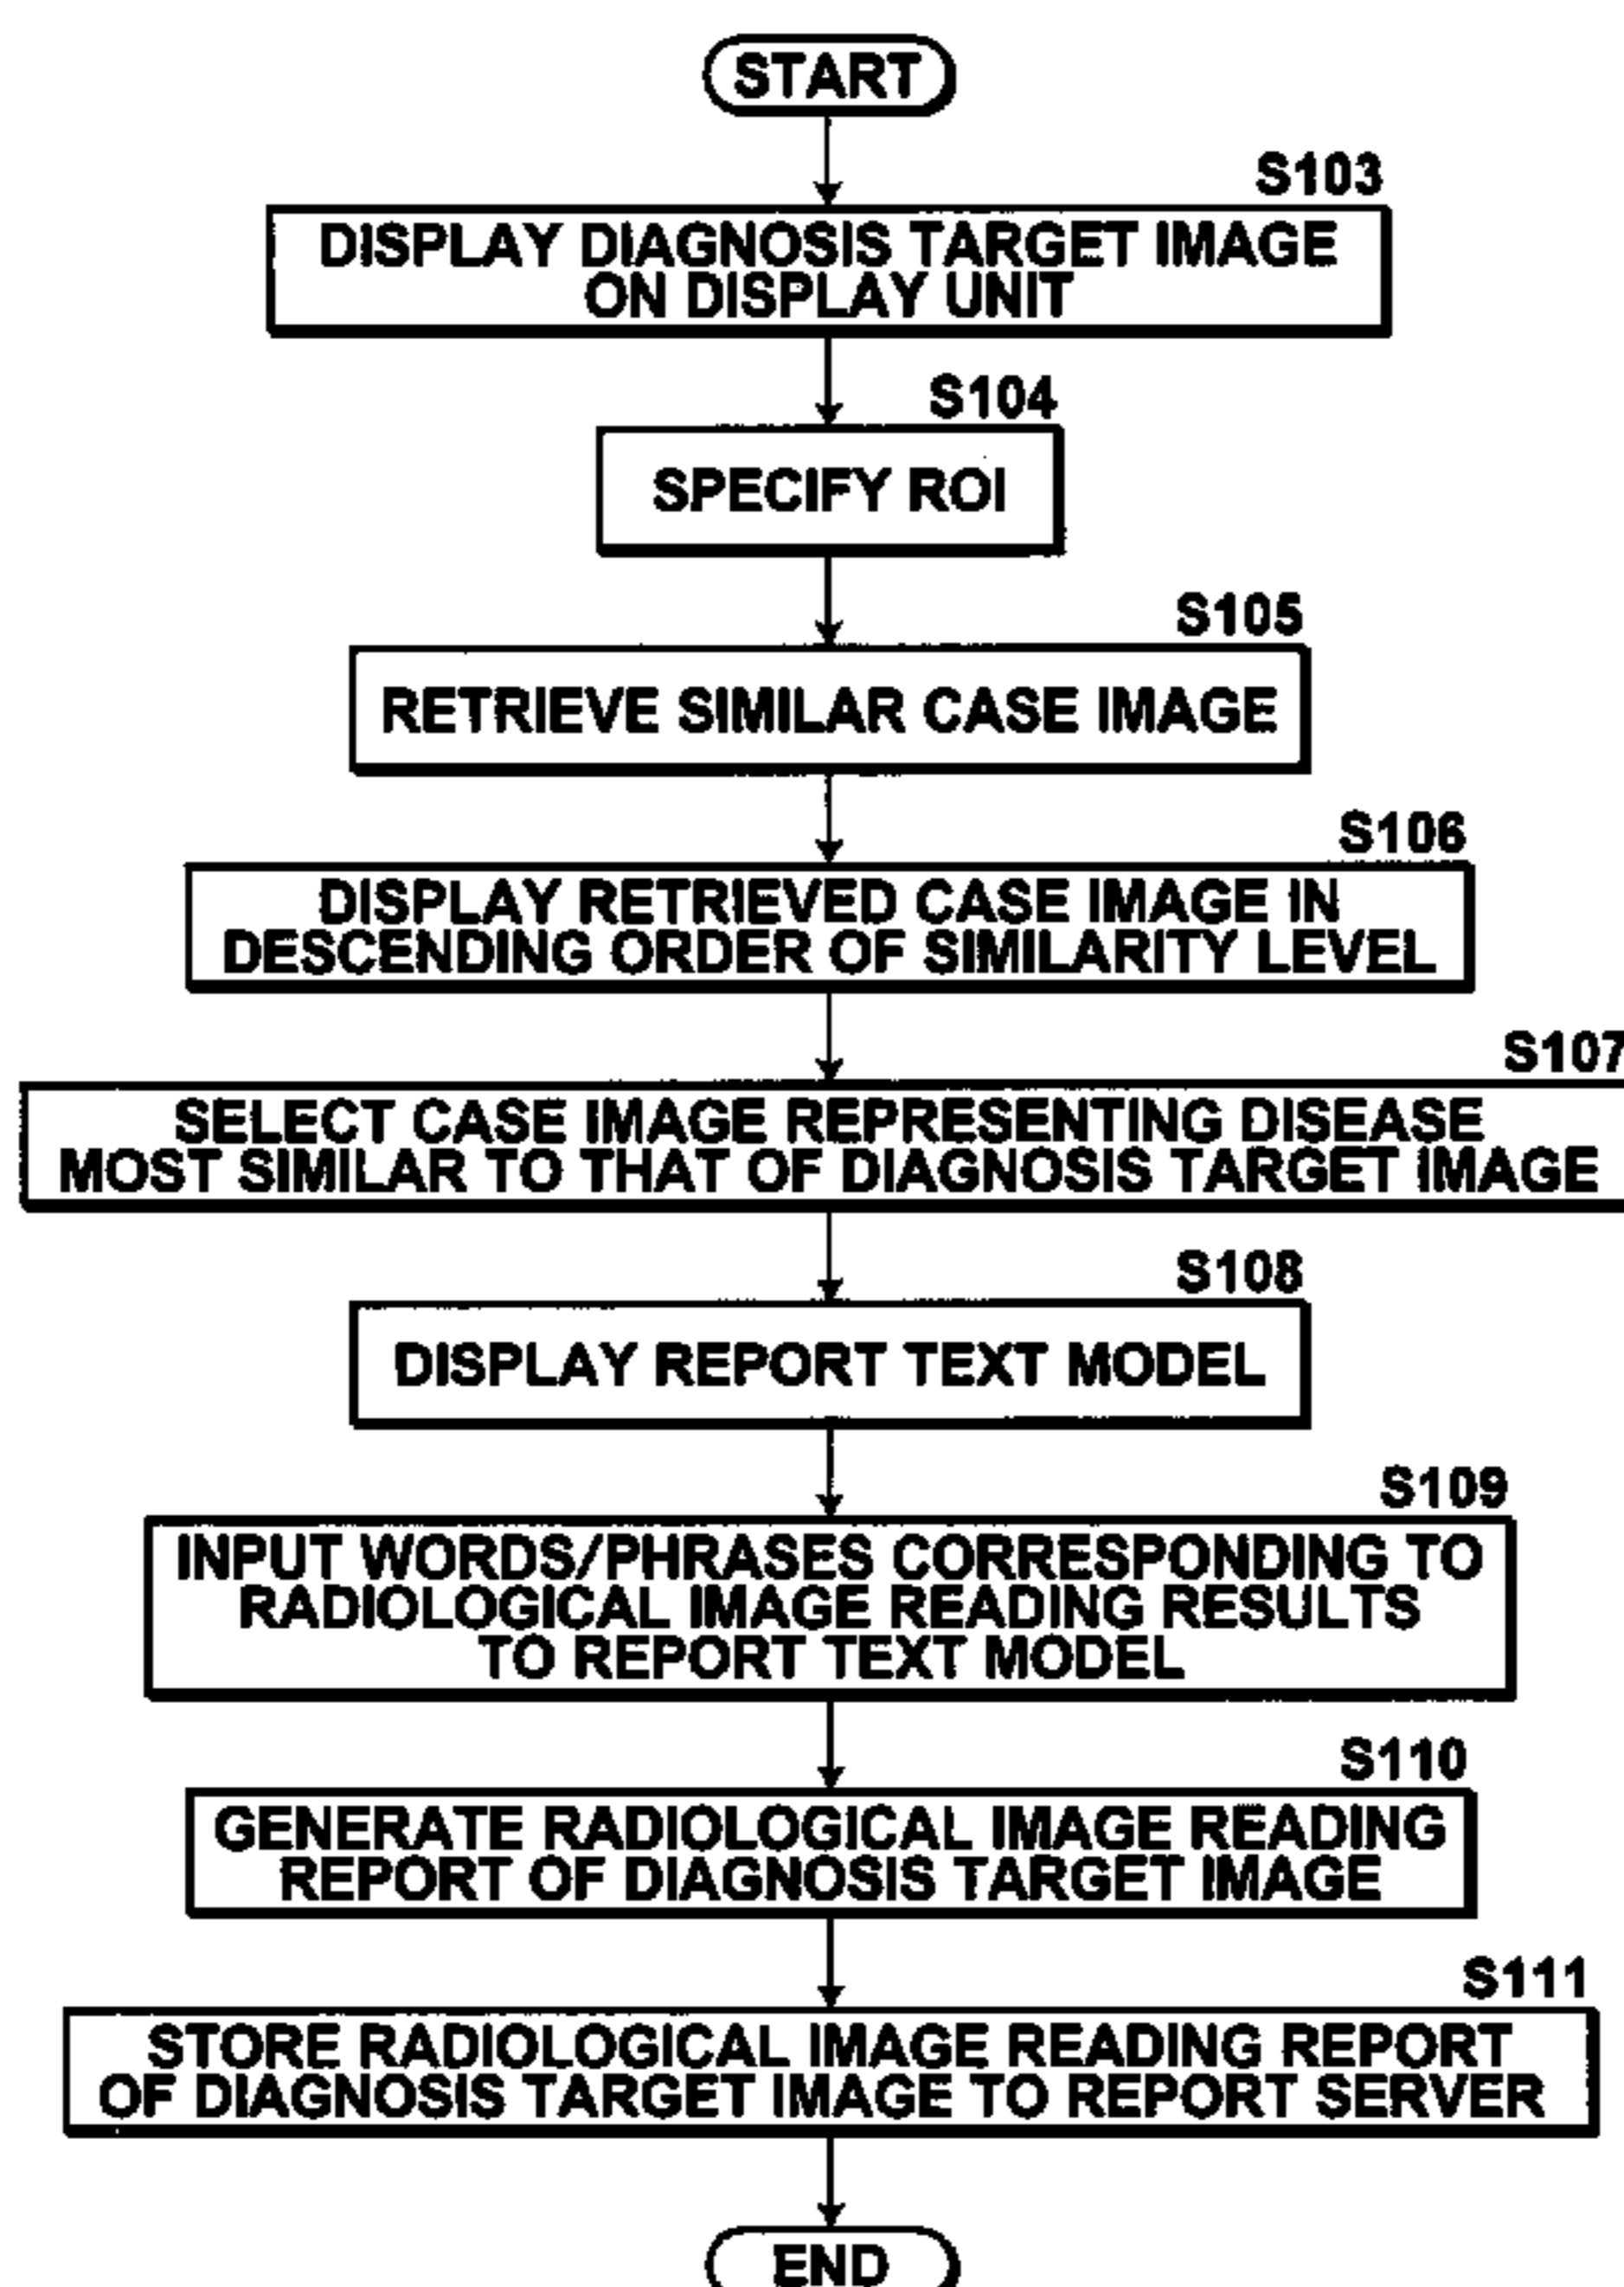 START
S103
DISPLAY DIAGNOSIS TARGET IMAGE
ON DISPLAY UNIT
S104
SPECIFY ROI
S105
RETRIEVE SIMILAR CASE IMAGE
S106
DISPLAY RETRIEVED CASE IMAGE IN
DESCENDING ORDER OF SIMILARITY LEVEL
S107
SELECT CASE IMAGE REPRESENTING DISEASE
MOST SIMILAR TO THAT OF DIAGNOSIS TARGET IMAGE
S108
DISPLAY REPORT TEXT MODEL
S109
INPUT WORDS/PHRASES CORRESPONDING TO
RADIOLOGICAL IMAGE READING RESULTS
TO REPORT TEXT MODEL
S110
GENERATE RADIOLOGICAL IMAGE READING
REPORT OF DIAGNOSIS TARGET IMAGE
S111
STORE RADIOLOGICAL IMAGE READING REPORT
OF DIAGNOSIS TARGET IMAGE TO REPORT SERVER
END